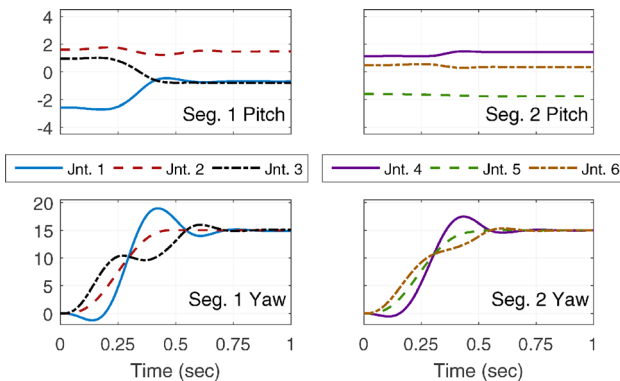 4
2
0
-2
-4
Seg. 1 Pitch
Seg. 2 Pitch
Jnt. 1 Jnt. 2 Jnt. 3
Jnt. 4 Jnt. 5 Jnt. 6
20
15
10
5
0
Seg. 1 Yaw
Seg. 2 Yaw
0 0.25 0.5 0.75 1
0 0.25 0.5 0.75 1
Time (sec)
Time (sec)